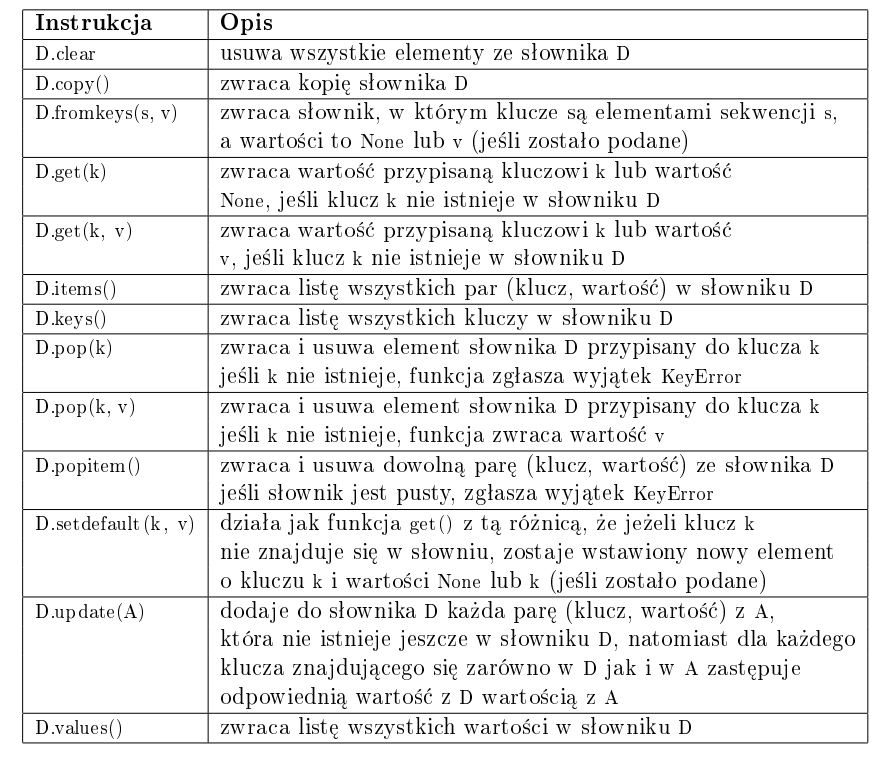 Instrukcja Opis
D.clear usuwa wszystkie elementy ze słownika D
D.copy() zwraca kopię słownika D
D.fromkeys(s, v) zwraca słownik, w którym klucze są elementami sekwencji s,
a wartości to None lub v (jeśli zostało podane)
D.get(k) zwraca wartość przypisaną kluczowi k lub wartość
None, jeśli klucz k nie istnieje w słowniku D
D.get(k, v) zwraca wartość przypisaną kluczowi k lub wartość
v, jeśli klucz k nie istnieje w słowniku D
D.items() zwraca listę wszystkich par (klucz, wartość) w słowniku D
D.keys() zwraca listę wszystkich kluczy w słowniku D
D.pop(k) zwraca i usuwa element słownika D przypisany do klucza k
jeśli k nie istnieje, funkcja zgłasza wyjątek KeyError
D.pop(k, v) zwraca i usuwa element słownika D przypisany do klucza k
jeśli k nie istnieje, funkcja zwraca wartość v
D.popitem() zwraca i usuwa dowolną parę (klucz, wartość) ze słownika D
jeśli słownik jest pusty, zgłasza wyjątek KeyError
D.setdefault(k, v) działa jak funkcja get() z tą różnicą, że jeżeli klucz k
nie znajduje się w słowniu, zostaje wstawiony nowy element
o kluczu k i wartości None lub k (jeśli zostało podane)
D.update(A) dodaje do słownika D każda parę (klucz, wartość) z A,
która nie istnieje jeszcze w słowniku D, natomiast dla każdego
klucza znajdującego się zarówno w D jak i w A zastępuje
odpowiednią wartość z D wartością z A
D.values() zwraca listę wszystkich wartości w słowniku D